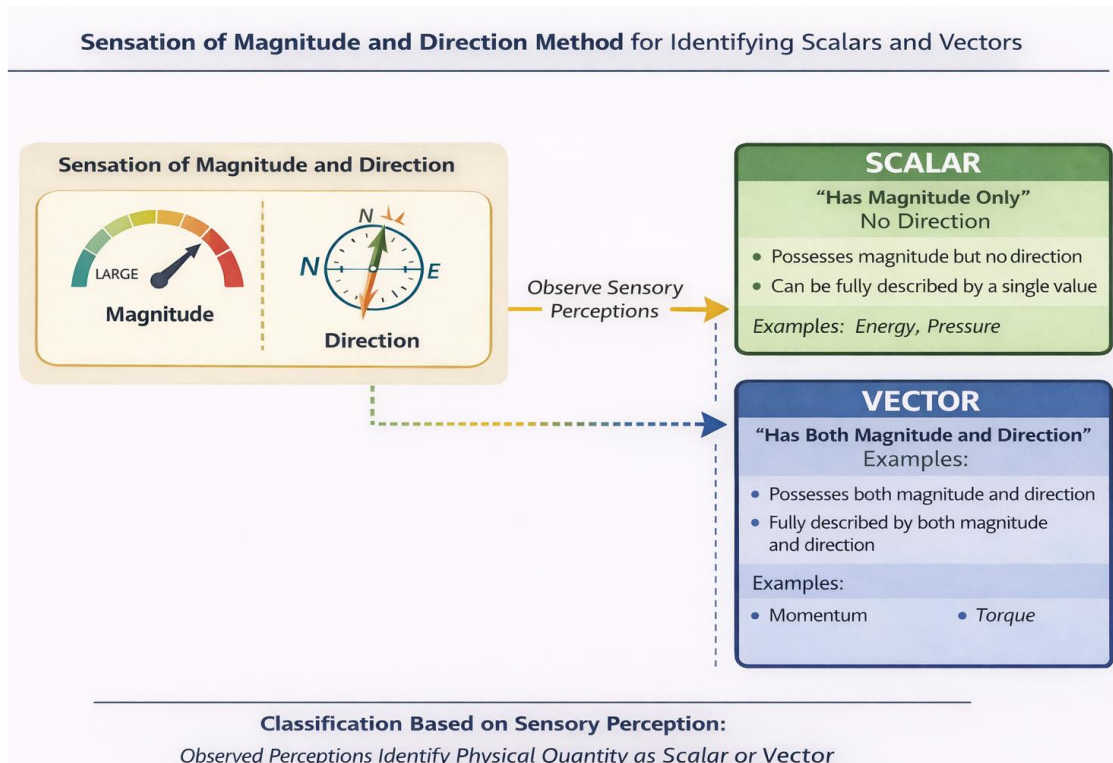 Sensation of Magnitude and Direction Method for Identifying Scalars and Vectors
Sensation of Magnitude and Direction
LARGE
Magnitude
N
N
E
Direction
Observe Sensory
Perceptions
SCALAR
“Has Magnitude Only”
No Direction
• Possesses magnitude but no direction
• Can be fully described by a single value
Examples: Energy, Pressure
VECTOR
“Has Both Magnitude and Direction”
Examples:
• Possesses both magnitude and direction
• Fully described by both magnitude
and direction
Examples:
• Momentum • Torque
Classification Based on Sensory Perception:
Observed Perceptions Identify Physical Quantity as Scalar or Vector